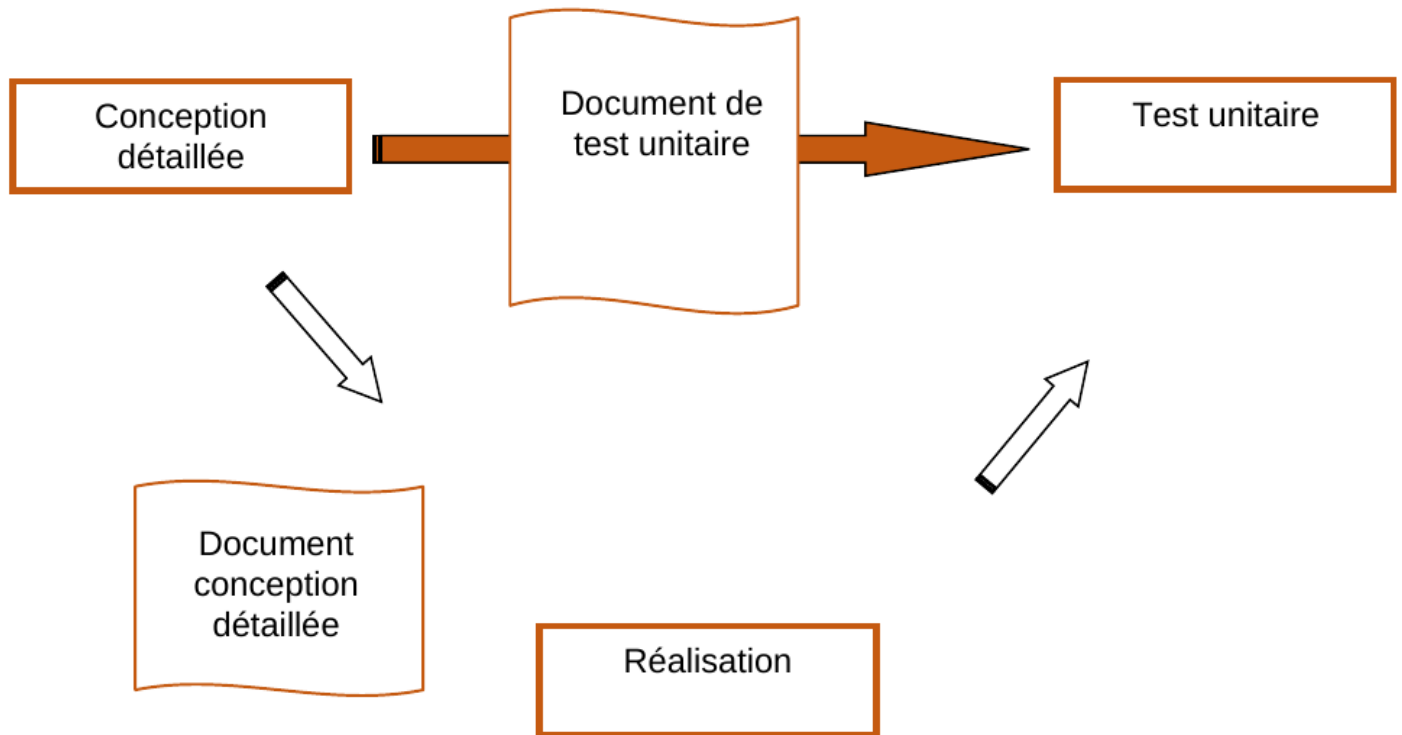 Conception
détaillée
Document de
test unitaire
Test unitaire
Document
conception
détaillée
Réalisation